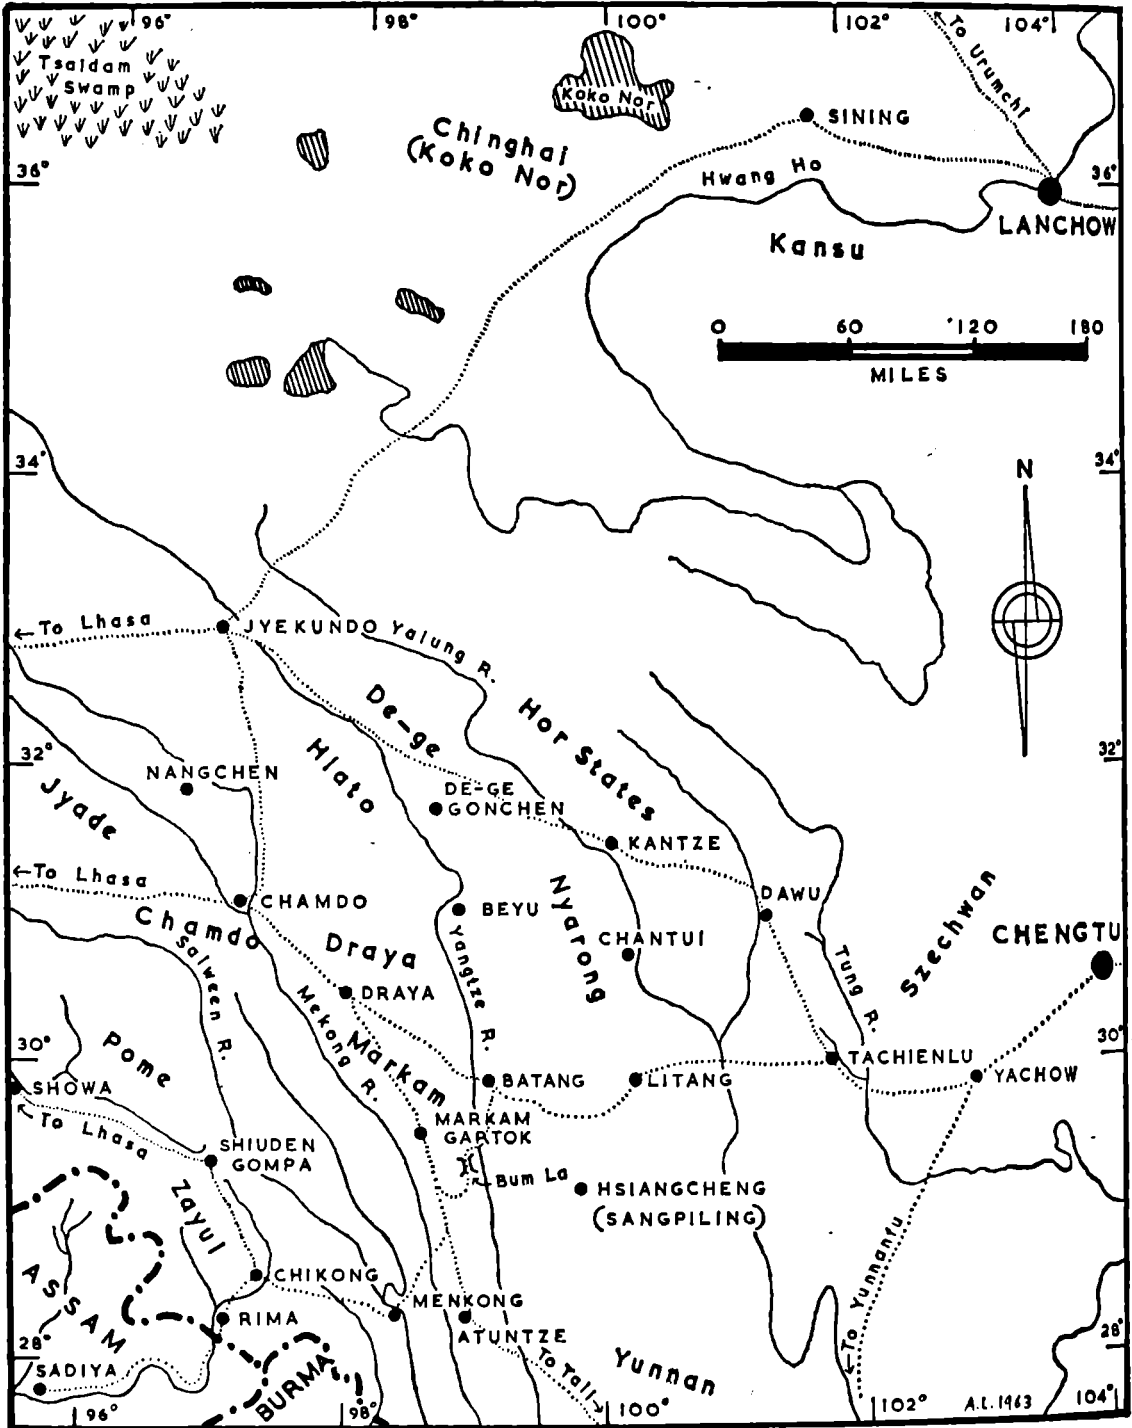 96°
98°
100°
102°
104°
To Urumchi
Tsaidam
Swamp
Koko Nor
SINING
Chinghai
(Koko Nor)
36°
Hwang Ho
36°
LANCHOW
Kansu
0 60 120 180
MILES
34°
34°
N
To Lhasa
JYEKUNDO
Yalung R.
De-ge
Hor States
32°
32°
NANGCHEN
Hlato
DE-GE
GONCHEN
Jyade
KANTZE
To Lhasa
CHAMDO
DAWU
BEYU
Nyarong
Szechwan
Chamdo
Draya
CHANTUI
CHENGTU
Salween R.
Yangtze R.
Tung R.
DRAYA
Mekong R.
30°
30°
Pome
Markam
TACHIENLU
SHOWA
BATANG
LITANG
YACHOW
To Lhasa
MARKAM
GARTOK
SHIUDEN
GOMPA
Bum La
HSIANGCHENG
(SANGPILING)
Zayul
To Yunnanfu
ASSAM
CHIKONG
MENKONG
RIMA
ATUNTZE
28°
28°
SADIYA
BURMA
To Tali
Yunnan
96°
98°
100°
102°
A.L. 1963
104°